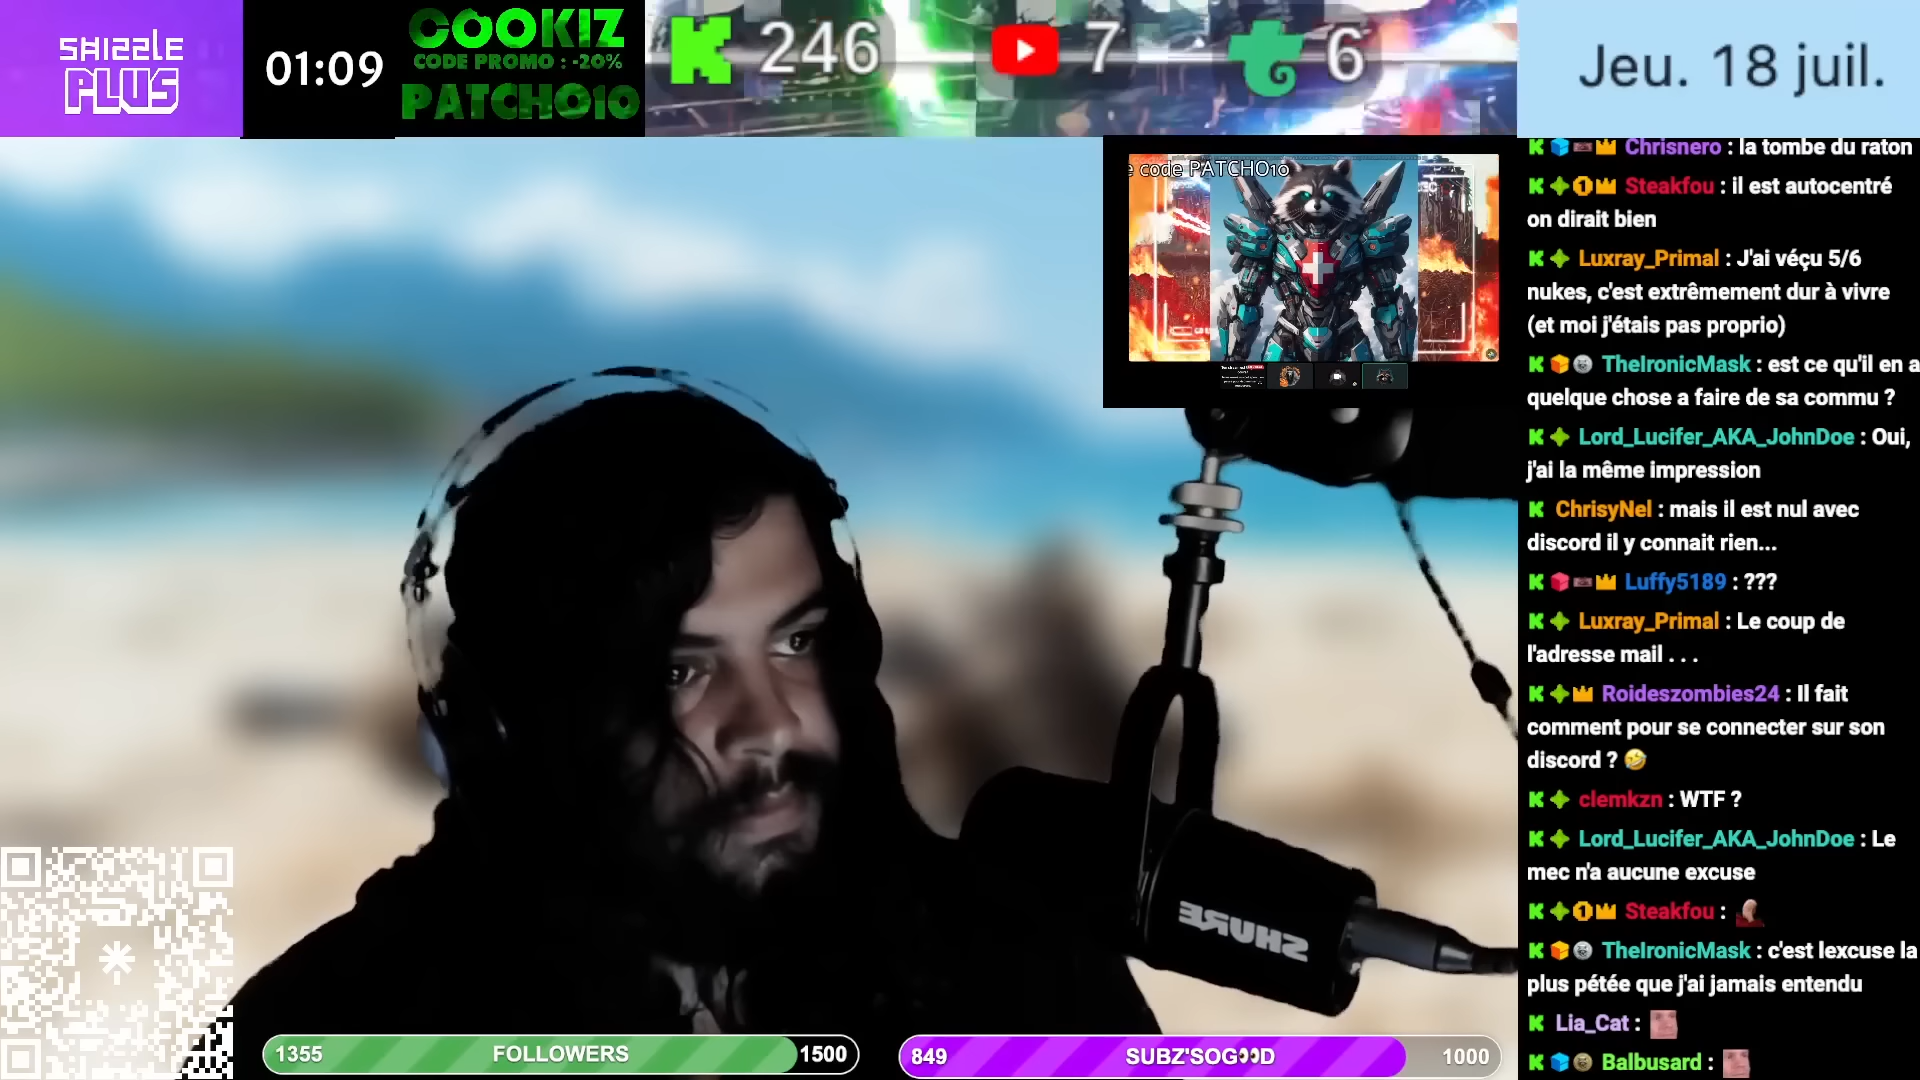 SHIZZLE
PLUS
01:09
COOKIZ
CODE PROMO : -20%
PATCHO10
246
7
6
Jeu. 18 juil.
e code PATCHO10
Chrisnero : la tombe du raton
Steakfou : il est autocentré
on dirait bien
Luxray_Primal : J'ai véçu 5/6
nukes, c'est extrêmement dur à vivre
(et moi j'étais pas proprio)
TheIronicMask : est ce qu'il en a
quelque chose a faire de sa commu ?
Lord_Lucifer_AKA_JohnDoe : Oui,
j'ai la même impression
ChrisyNel : mais il est nul avec
discord il y connait rien...
Luffy5189 : ???
Luxray_Primal : Le coup de
l'adresse mail . . .
Roideszombies24 : Il fait
comment pour se connecter sur son
discord ? 🤣
clemkzn : WTF ?
Lord_Lucifer_AKA_JohnDoe : Le
mec n'a aucune excuse
Steakfou :
TheIronicMask : c'est lexcuse la
plus pétée que j'ai jamais entendu
Lia_Cat :
Balbusard :
SHURE
1355 FOLLOWERS 1500
849 SUBZ'SOG👀D 1000